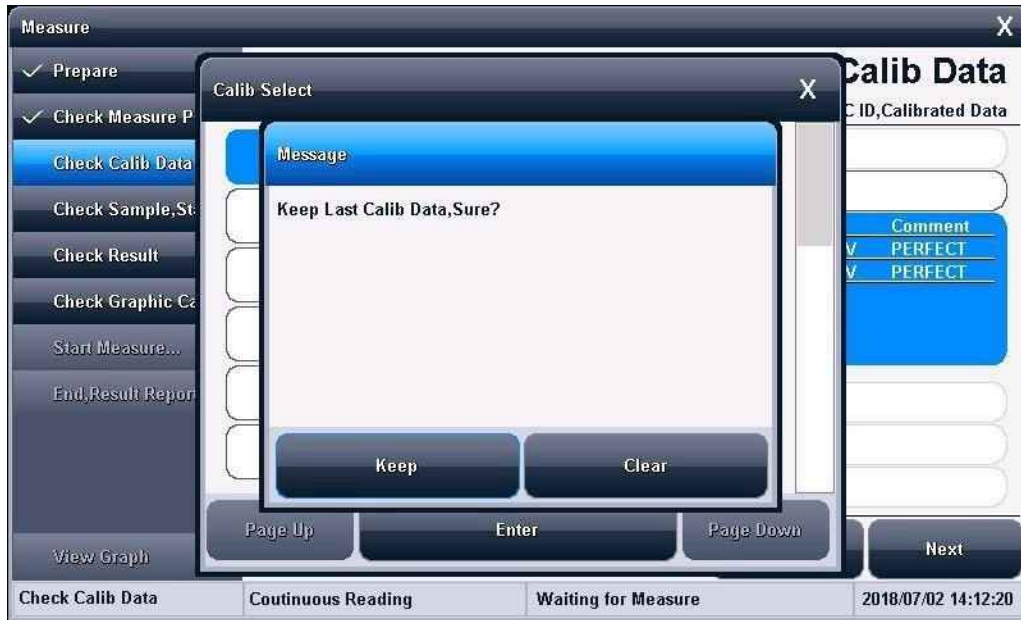 Measure X
Prepare
Check Measure P
Check Calib Data
Check Sample,St
Check Result
Check Graphic Ca
Start Measure...
End,Result Repor
View Graph
Calib Data
C ID,Calibrated Data
Comment
V PERFECT
V PERFECT
Calib Select X
Message
Keep Last Calib Data,Sure?
Keep Clear
Page Up Enter Page Down
Next
Check Calib Data Coutinuous Reading Waiting for Measure 2018/07/02 14:12:20